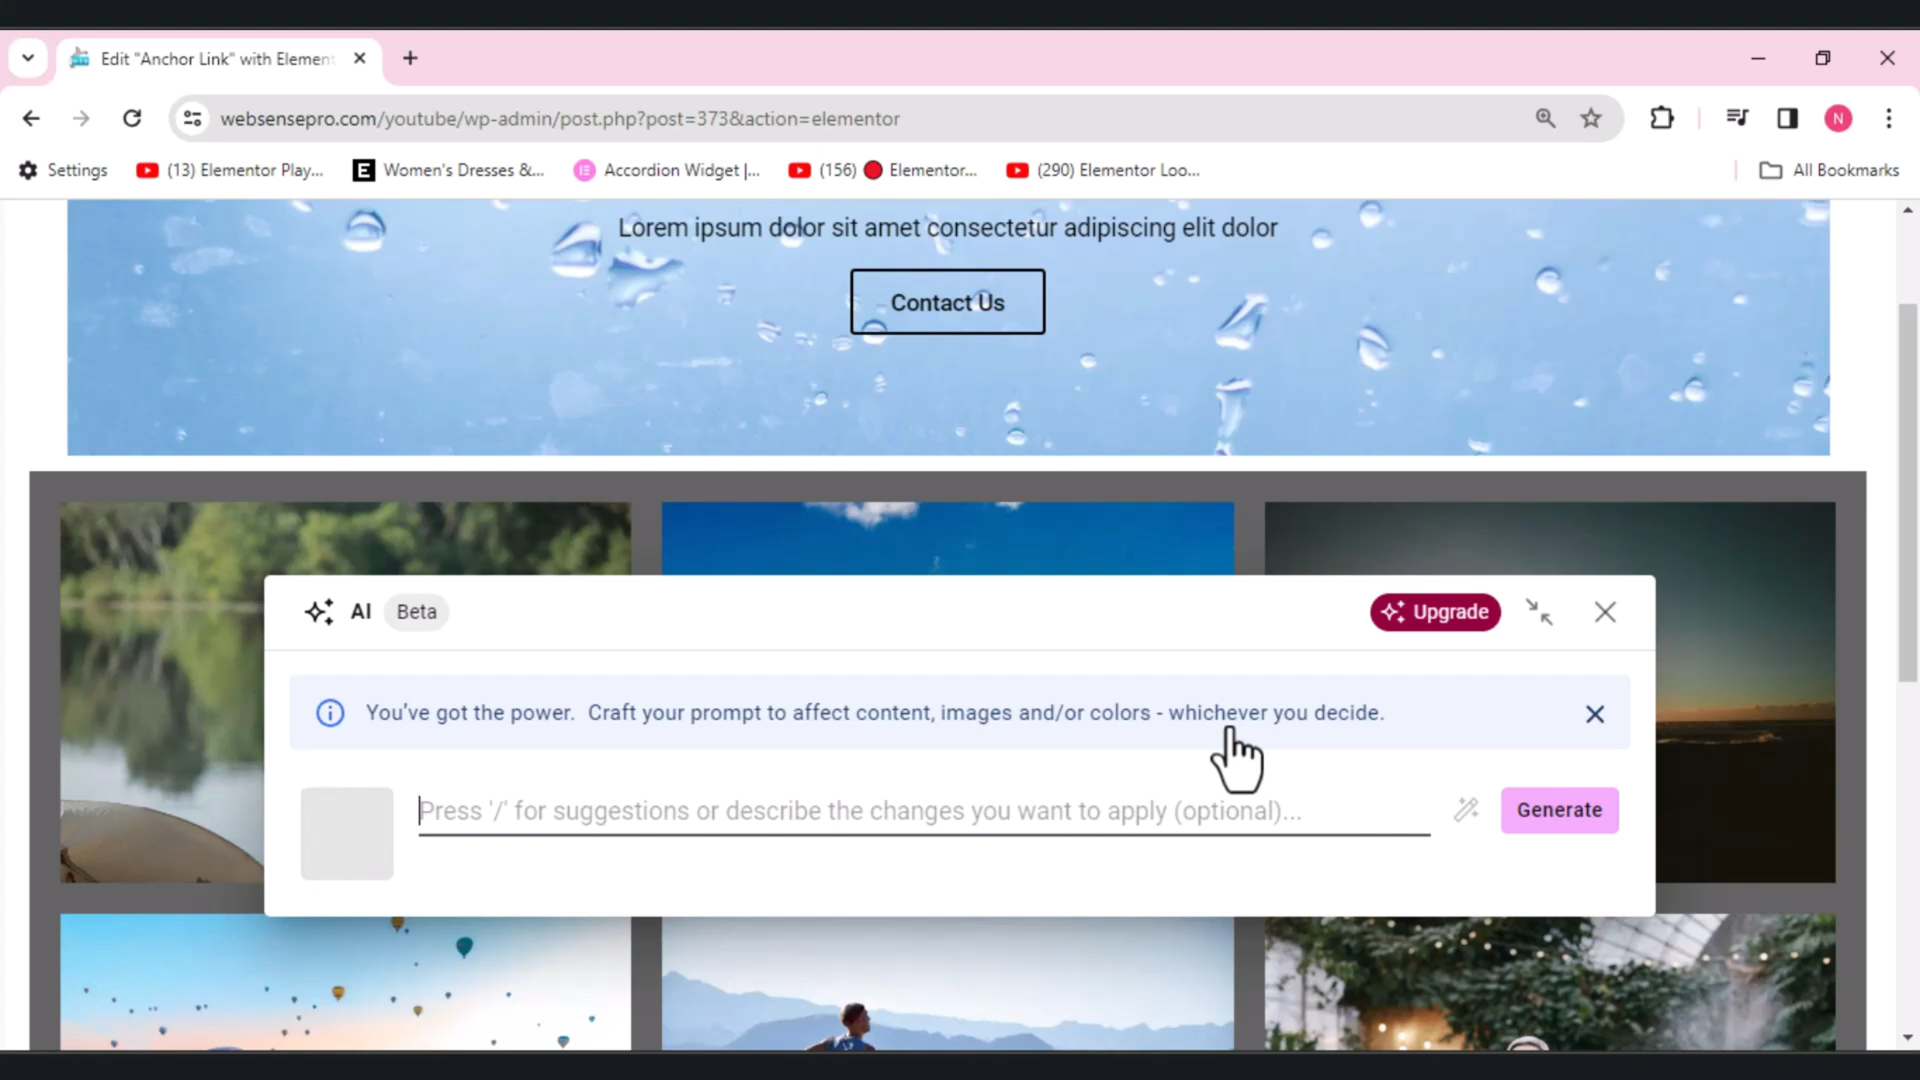 Edit "Anchor Link" with Element
websensepro.com/youtube/wp-admin/post.php?post=373&action=elementor
N
Settings
(13) Elementor Play...
E Women's Dresses &...
Accordion Widget |...
(156) Elementor...
(290) Elementor Loo...
All Bookmarks
Lorem ipsum dolor sit amet consectetur adipiscing elit dolor
Contact Us
AI Beta
Upgrade
You've got the power. Craft your prompt to affect content, images and/or colors - whichever you decide.
Press '/' for suggestions or describe the changes you want to apply (optional)...
Generate